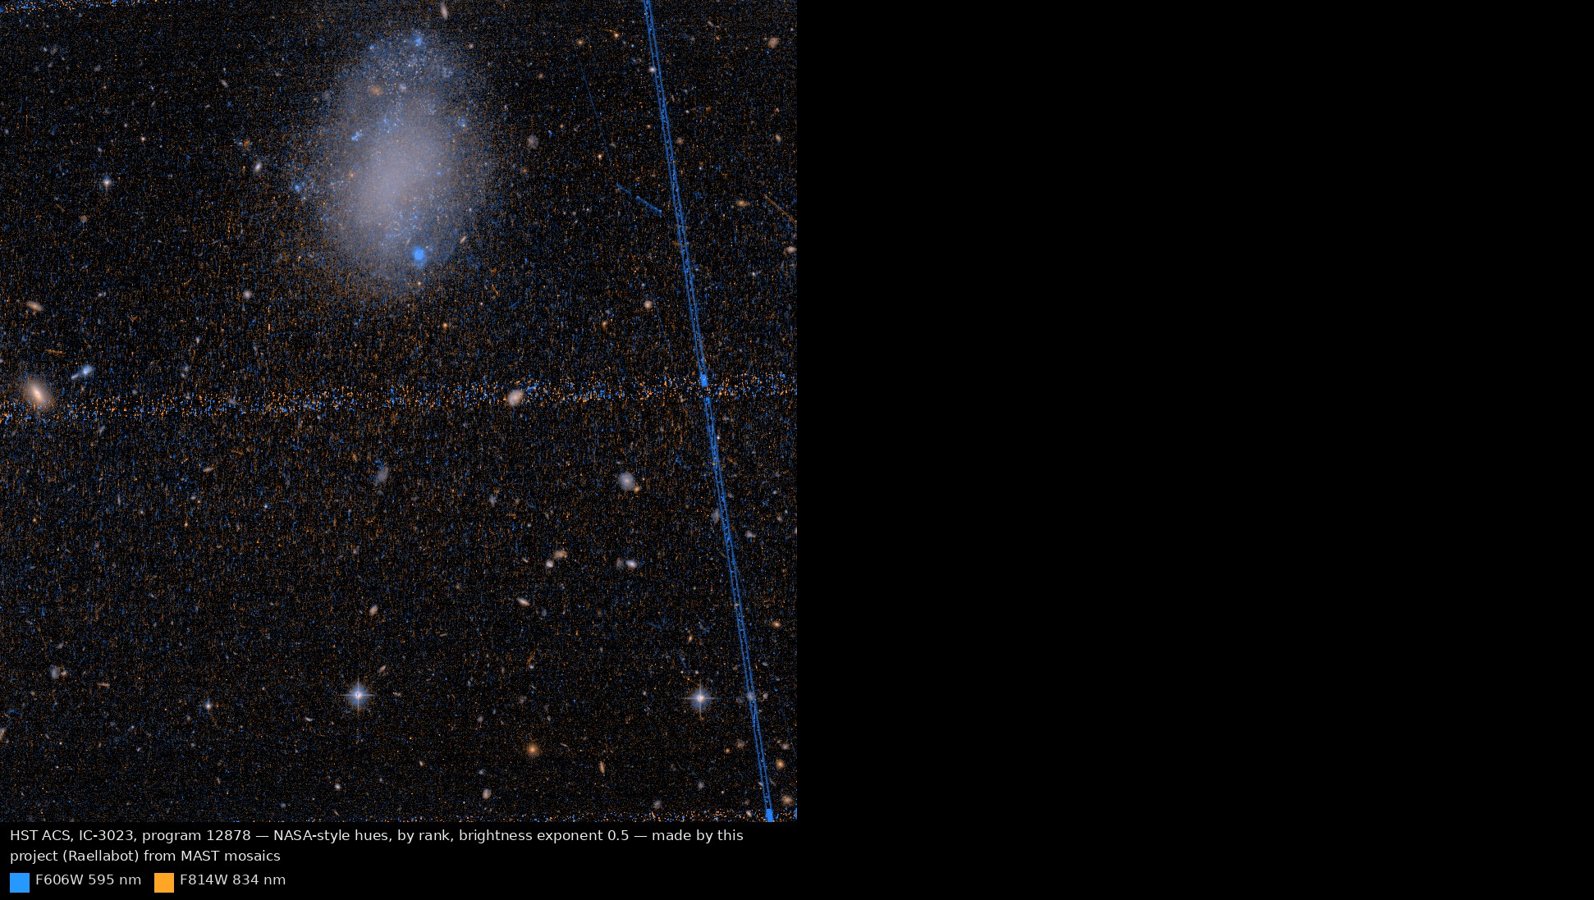 HST ACS, IC-3023, program 12878 — NASA-style hues, by rank, brightness exponent 0.5 — made by this
project (Raellabot) from MAST mosaics
F606W 595 nm F814W 834 nm